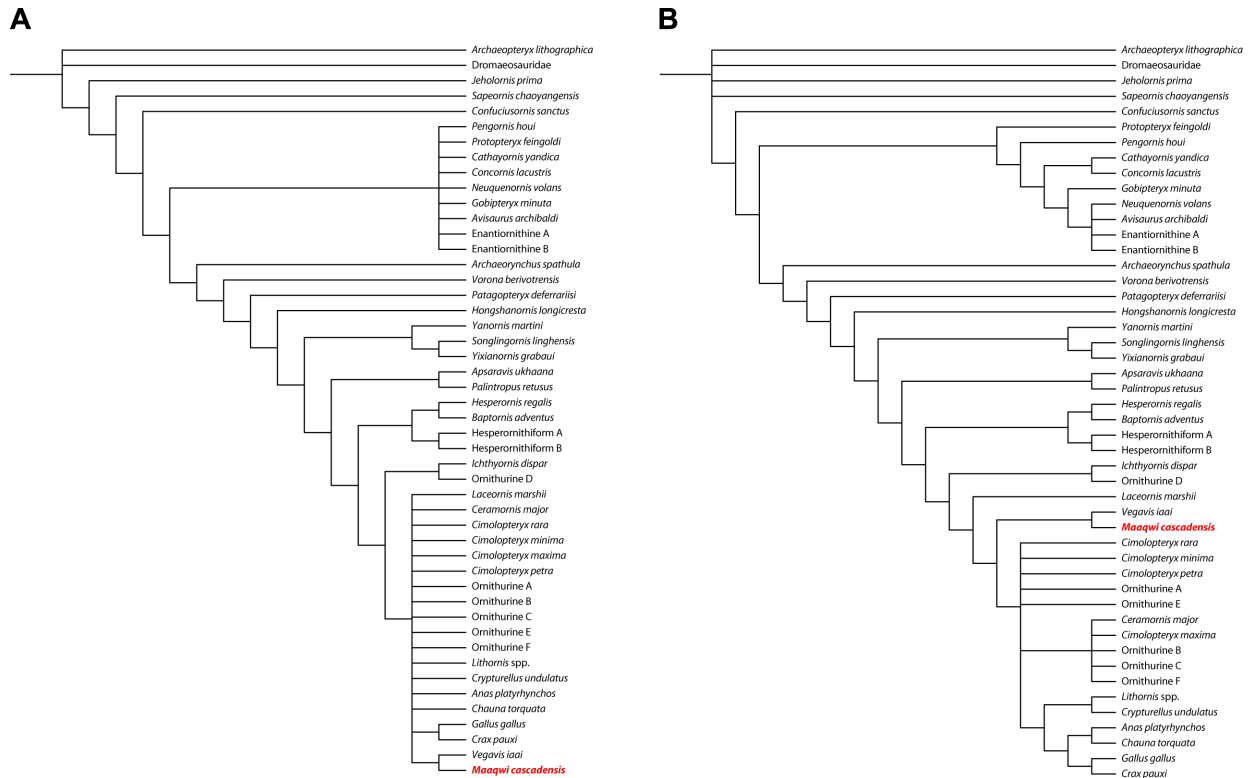 A
Archaeopteryx lithographica
Dromaeosauridae
Jeholornis prima
Sapeornis chaoyangensis
Confuciusornis sanctus
Pengornis houi
Protopteryx feingoldi
Cathayornis yandica
Concornis lacustris
Neuquenornis volans
Gobipteryx minuta
Avisaurus archibaldi
Enantiornithine A
Enantiornithine B
Archaeorynchus spathula
Vorona berivotrensis
Patagopteryx deferrariisi
Hongshanornis longicresta
Yanornis martini
Songlingornis linghensis
Yixianornis grabaui
Apsaravis ukhaana
Palintropus retusus
Hesperornis regalis
Baptornis adventus
Hesperornithiform A
Hesperornithiform B
Ichthyornis dispar
Ornithurine D
Laceornis marshii
Ceramornis major
Cimolopteryx rara
Cimolopteryx minima
Cimolopteryx maxima
Cimolopteryx petra
Ornithurine A
Ornithurine B
Ornithurine C
Ornithurine E
Ornithurine F
Lithornis spp.
Crypturellus undulatus
Anas platyrhynchos
Chauna torquata
Gallus gallus
Crax pauxi
Vegavis iaai
Maaqwi cascadensis
B
Archaeopteryx lithographica
Dromaeosauridae
Jeholornis prima
Sapeornis chaoyangensis
Confuciusornis sanctus
Protopteryx feingoldi
Pengornis houi
Cathayornis yandica
Concornis lacustris
Gobipteryx minuta
Neuquenornis volans
Avisaurus archibaldi
Enantiornithine A
Enantiornithine B
Archaeorynchus spathula
Vorona berivotrensis
Patagopteryx deferrariisi
Hongshanornis longicresta
Yanornis martini
Songlingornis linghensis
Yixianornis grabaui
Apsaravis ukhaana
Palintropus retusus
Hesperornis regalis
Baptornis adventus
Hesperornithiform A
Hesperornithiform B
Ichthyornis dispar
Ornithurine D
Laceornis marshii
Vegavis iaai
Maaqwi cascadensis
Cimolopteryx rara
Cimolopteryx minima
Cimolopteryx petra
Ornithurine A
Ornithurine E
Ceramornis major
Cimolopteryx maxima
Ornithurine B
Ornithurine C
Ornithurine F
Lithornis spp.
Crypturellus undulatus
Anas platyrhynchos
Chauna torquata
Gallus gallus
Crax pauxi